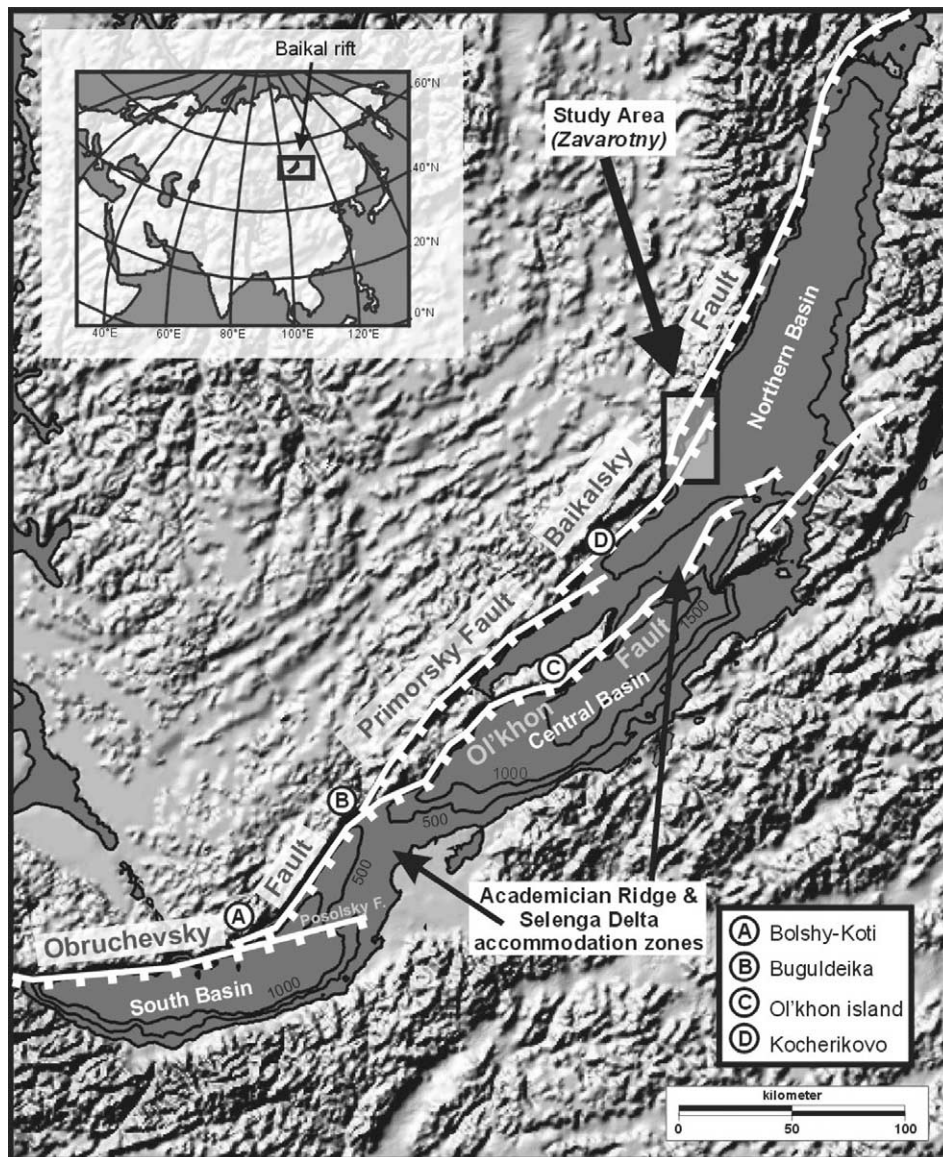 Baikal rift
60°N
40°N
20°N
0°N
40°E
60°E
80°E
100°E
120°E
Study Area
(Zavarotny)
Baikalsky
Fault
Northern Basin
D
Primorsky Fault
1500
C
Ol'khon
Fault
Central Basin
1000
B
500
500
Fault
A
Obruchevsky
Posolsky F.
South Basin
1000
Academician Ridge &
Selenga Delta
accommodation zones
A Bolshy-Koti
B Buguldeika
C Ol'khon island
D Kocherikovo
kilometer
0 50 100